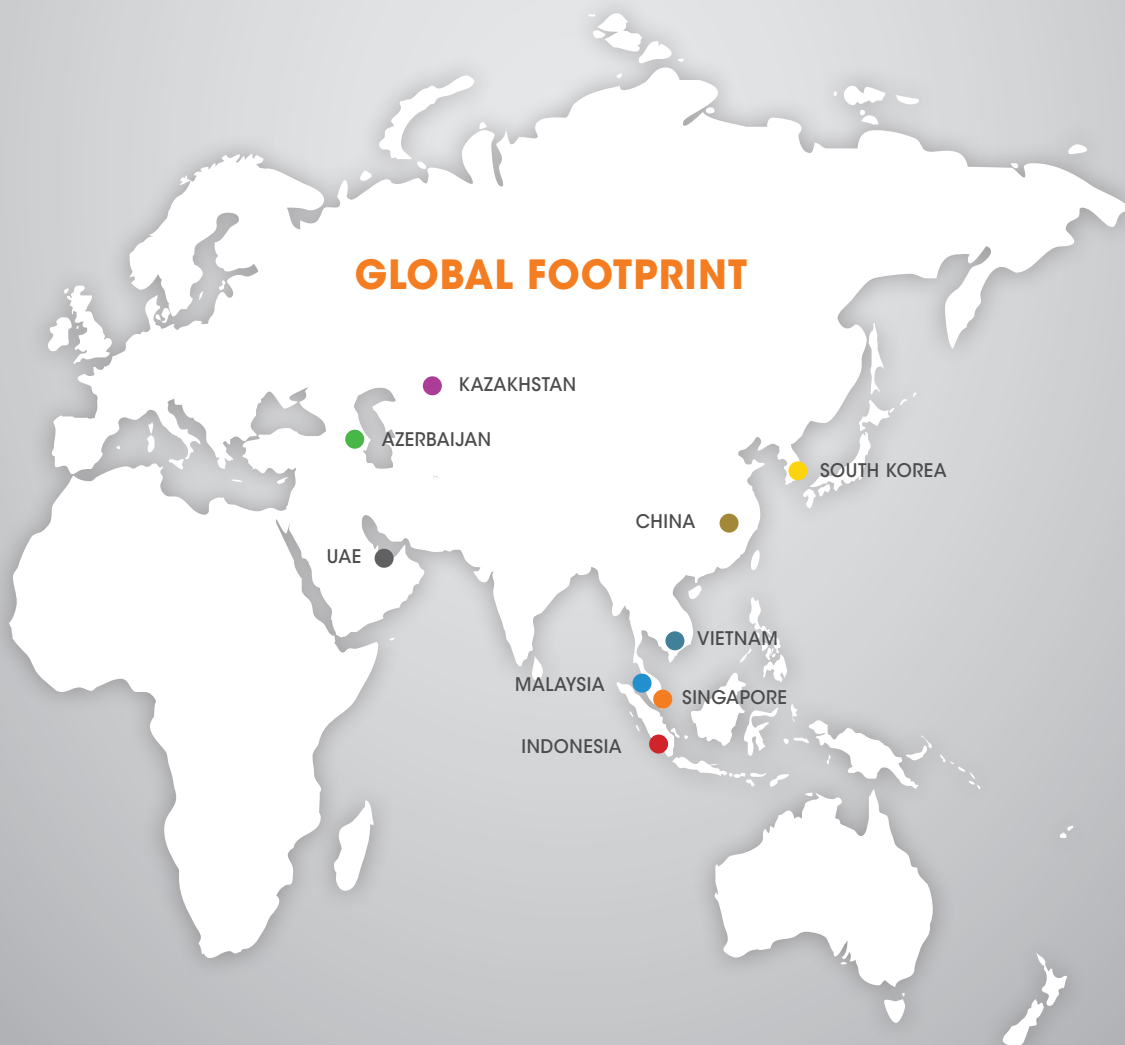 GLOBAL FOOTPRINT
KAZAKHSTAN
AZERBAIJAN
SOUTH KOREA
CHINA
UAE
VIETNAM
MALAYSIA
SINGAPORE
INDONESIA